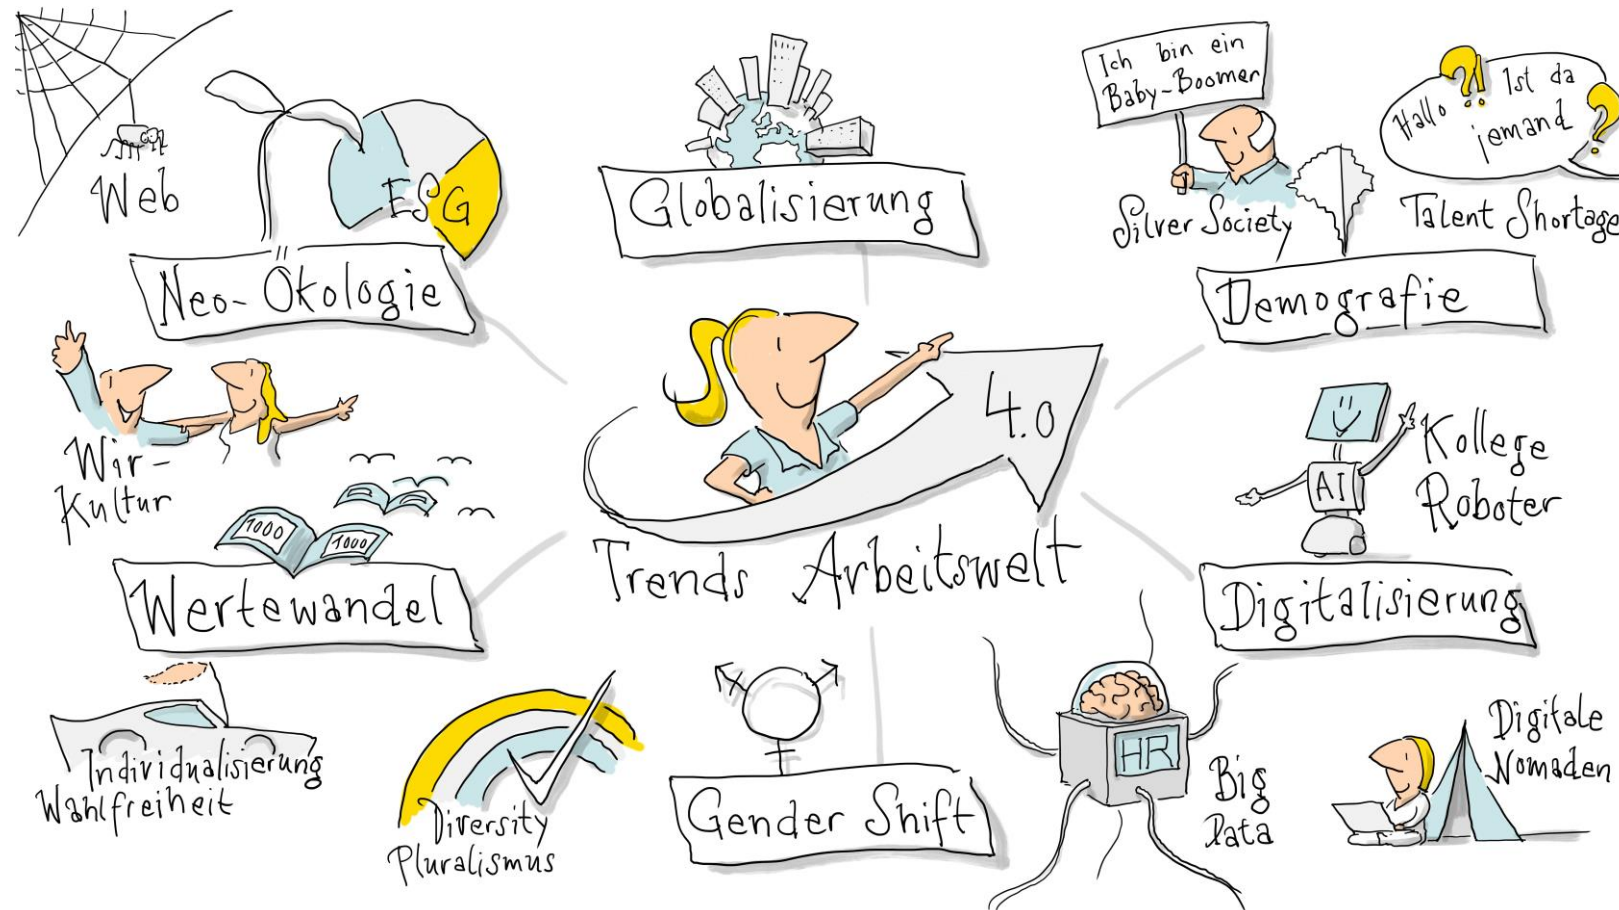 Web
ESG
Neo-Ökologie
Globalisierung
Ich bin ein
Baby-Boomer
Silver Society
Hallo ?!
Ist da
jemand ?
Talent Shortage
Demografie
Wir-
Kultur
1000
1000
Wertewandel
4.0
Trends Arbeitswelt
AI
Kollege
Roboter
Digitalisierung
Individualisierung
Wahlfreiheit
Diversity
Pluralismus
Gender Shift
HR
Big
Data
Digitale
Nomaden